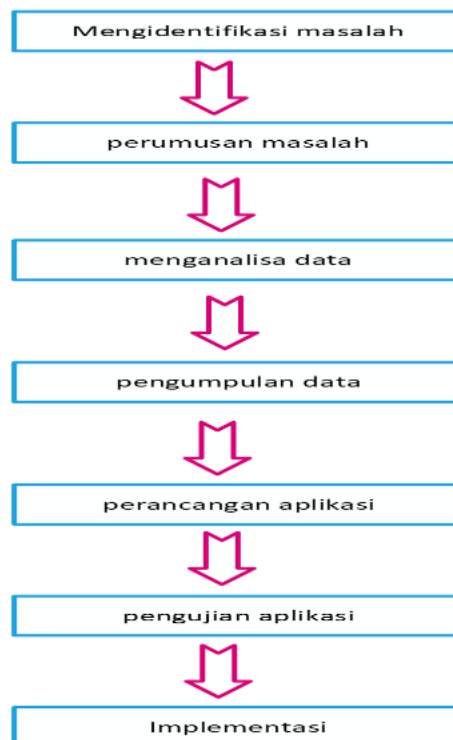 Mengidentifikasi masalah
perumusan masalah
menganalisa data
pengumpulan data
perancangan aplikasi
pengujian aplikasi
Implementasi